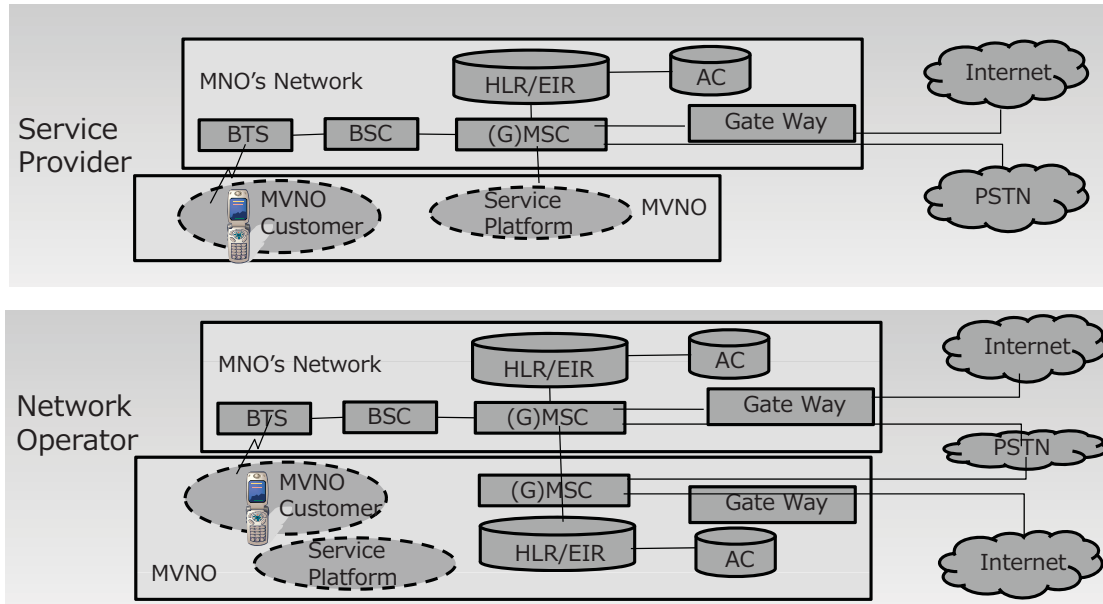 Service
Provider
MNO's Network
HLR/EIR
AC
Internet
BTS
BSC
(G)MSC
Gate Way
PSTN
MVNO
Customer
Service
Platform
MVNO
Network
Operator
MNO's Network
HLR/EIR
AC
Internet
BTS
BSC
(G)MSC
Gate Way
PSTN
MVNO
Customer
(G)MSC
Gate Way
Service
Platform
MVNO
HLR/EIR
AC
Internet